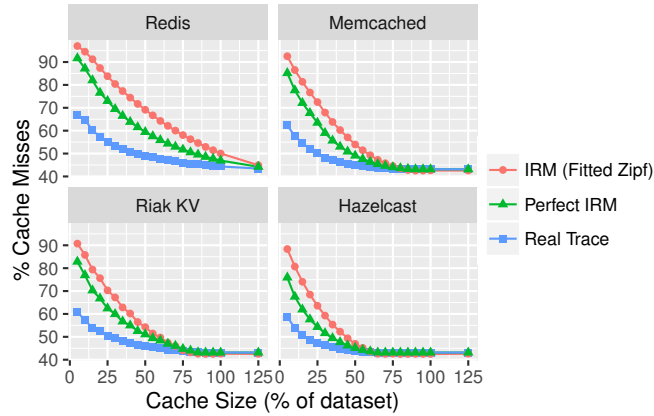 Redis
Memcached
% Cache Misses
90
80
70
60
50
40
Riak KV
Hazelcast
90
80
70
60
50
40
0 25 50 75 100 125 0 25 50 75 100 125
Cache Size (% of dataset)
IRM (Fitted Zipf)
Perfect IRM
Real Trace